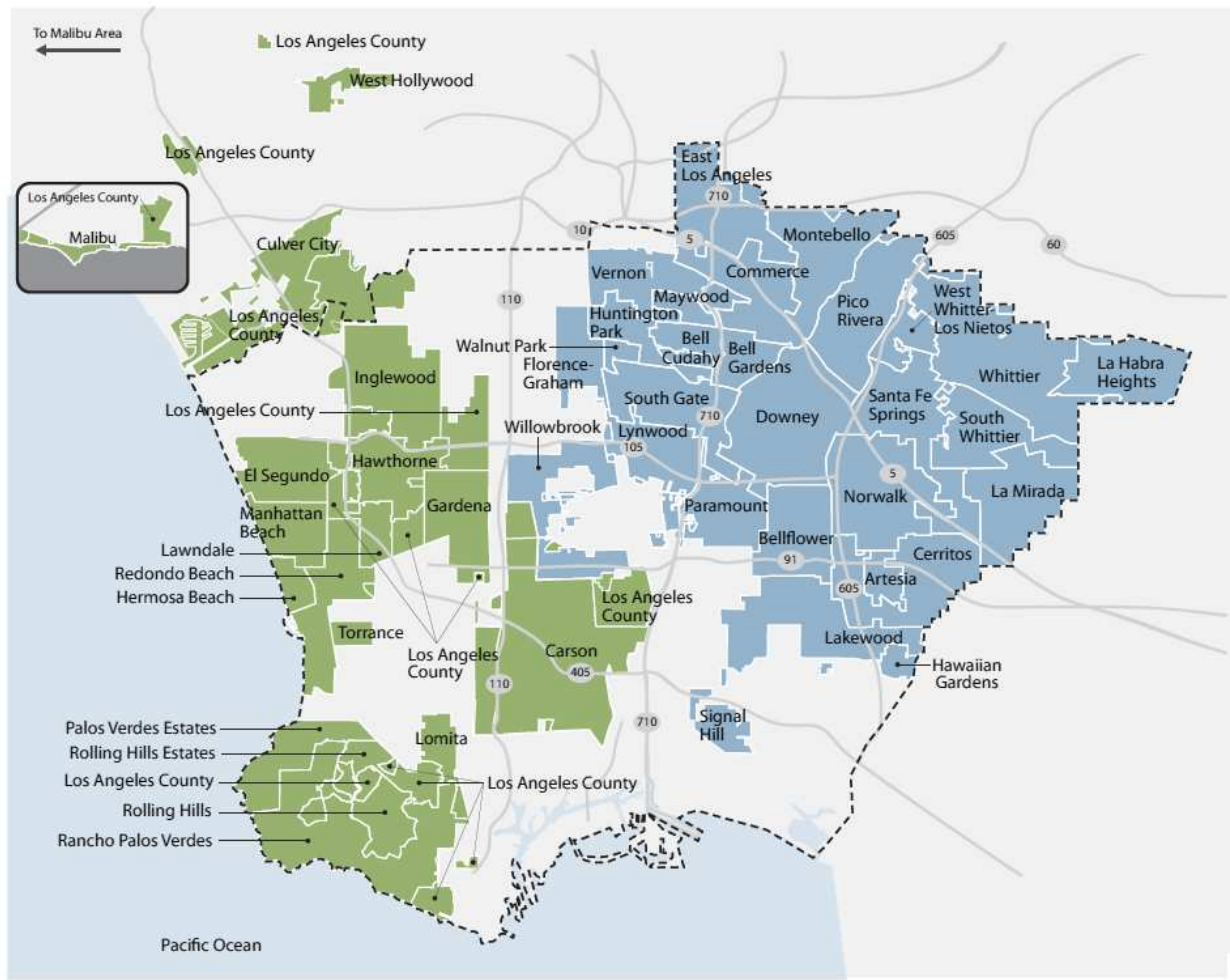 To Malibu Area
Los Angeles County
West Hollywood
Los Angeles County
Los Angeles County
Malibu
Culver City
Los Angeles
County
East
Los Angeles
710
10
5
605
60
Montebello
Commerce
Vernon
Maywood
110
Huntington
Park
Pico
Rivera
West
Whitter-
Los Nietos
Walnut Park
Bell
Cudahy
Bell
Gardens
Florence-
Graham
Inglewood
Whittier
La Habra
Heights
Los Angeles County
South Gate
710
Downey
Santa Fe
Springs
South
Whittier
Willowbrook
Lynwood
105
Hawthorne
El Segundo
Gardena
5
Norwalk
La Mirada
Manhattan
Beach
Paramount
Bellflower
Lawndale
91
Cerritos
Redondo Beach
Artesia
605
Hermosa Beach
Los Angeles
County
Torrance
Lakewood
Los Angeles
County
Carson
405
Hawaiian
Gardens
110
Palos Verdes Estates
Lomita
710
Signal
Hill
Rolling Hills Estates
Los Angeles County
Los Angeles County
Rolling Hills
Rancho Palos Verdes
Pacific Ocean